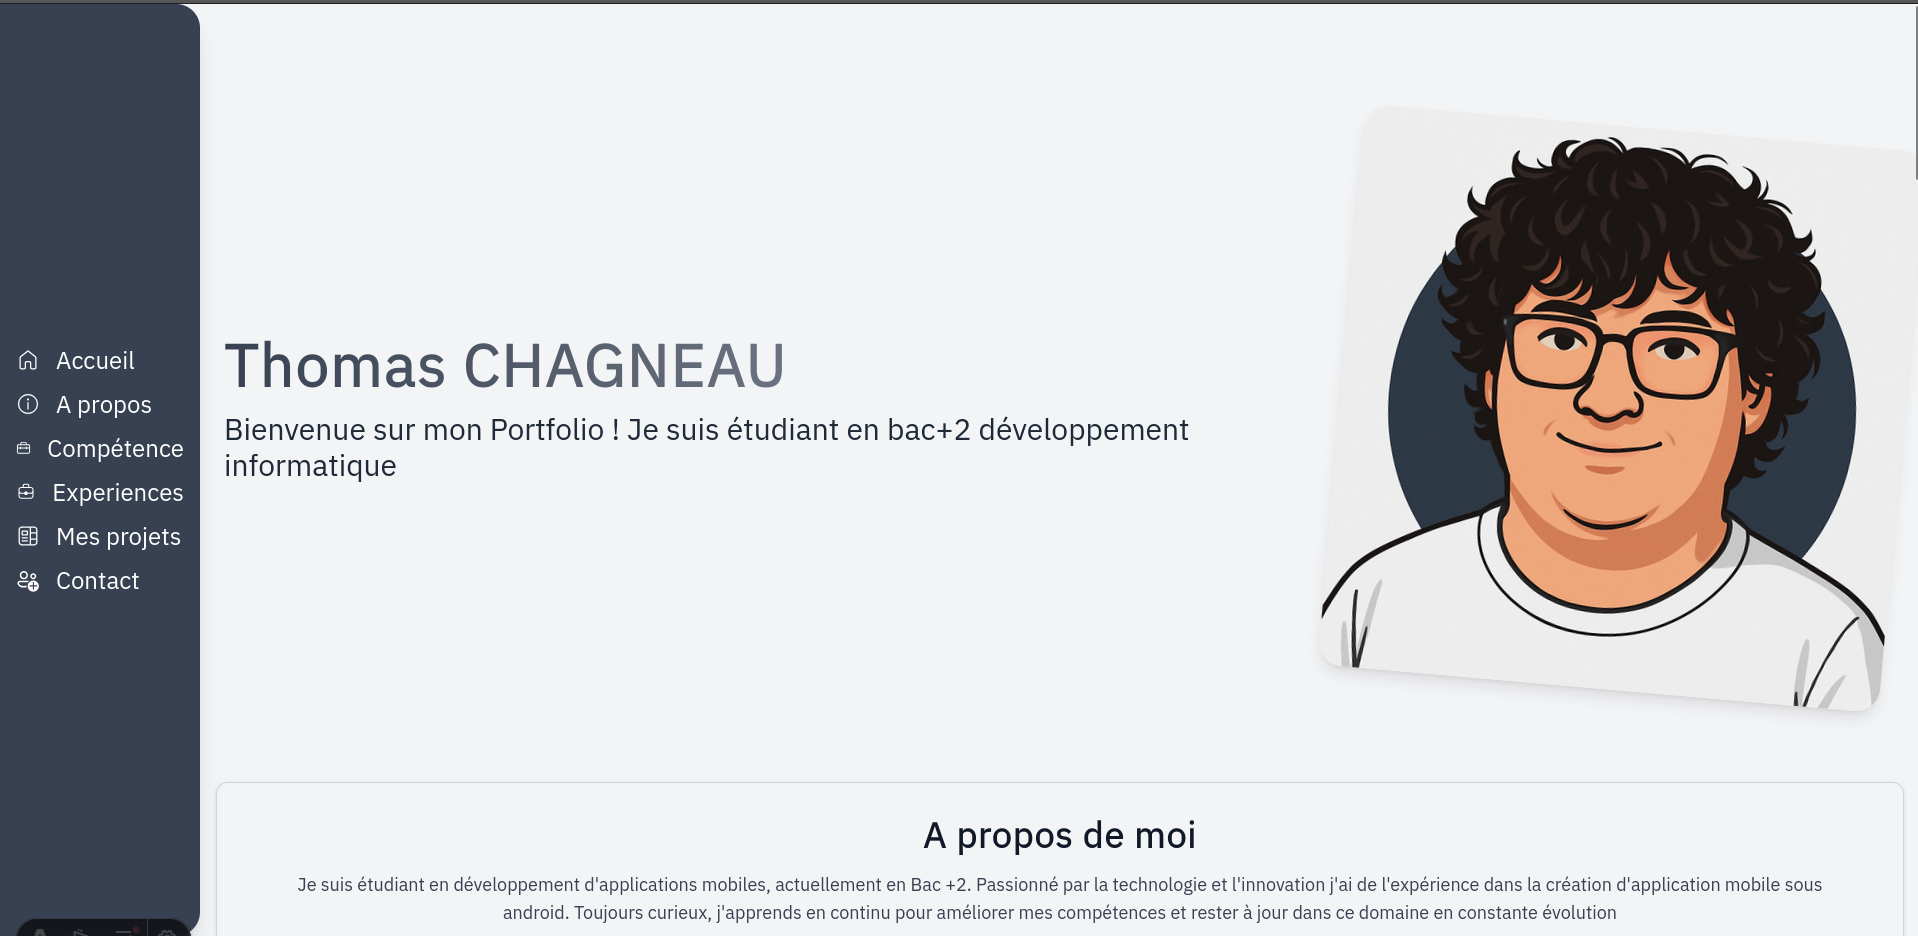 Accueil
A propos
Compétence
Experiences
Mes projets
Contact
Thomas CHAGNEAU
Bienvenue sur mon Portfolio ! Je suis étudiant en bac+2 développement
informatique
A propos de moi
Je suis étudiant en développement d'applications mobiles, actuellement en Bac +2. Passionné par la technologie et l'innovation j'ai de l'expérience dans la création d'application mobile sous
android. Toujours curieux, j'apprends en continu pour améliorer mes compétences et rester à jour dans ce domaine en constante évolution